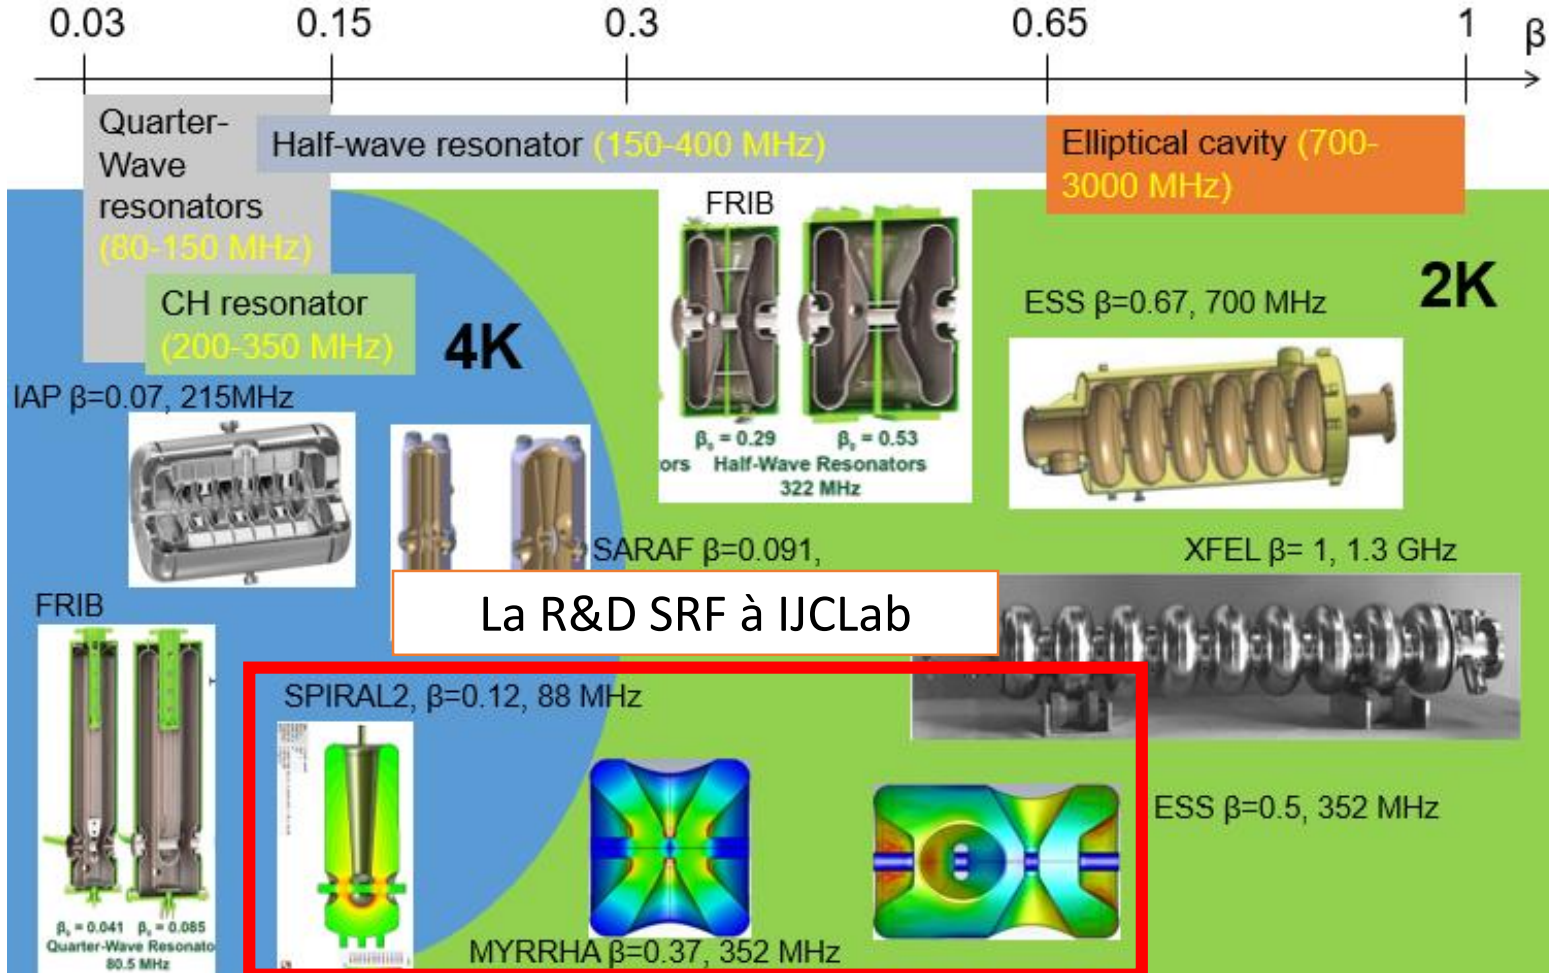 0.03 0.15 0.3 0.65 1 β
Quarter-
Wave
resonators
(80-150 MHz)
Half-wave resonator (150-400 MHz)
Elliptical cavity (700-
3000 MHz)
CH resonator
(200-350 MHz)
4K
2K
FRIB
β₀ = 0.29 β₀ = 0.53
ors Half-Wave Resonators
322 MHz
ESS β=0.67, 700 MHz
IAP β=0.07, 215MHz
SARAF β=0.091,
XFEL β= 1, 1.3 GHz
La R&D SRF à IJCLab
FRIB
β₀ = 0.041 β₀ = 0.085
Quarter-Wave Resonato
80.5 MHz
SPIRAL2, β=0.12, 88 MHz
MYRRHA β=0.37, 352 MHz
ESS β=0.5, 352 MHz